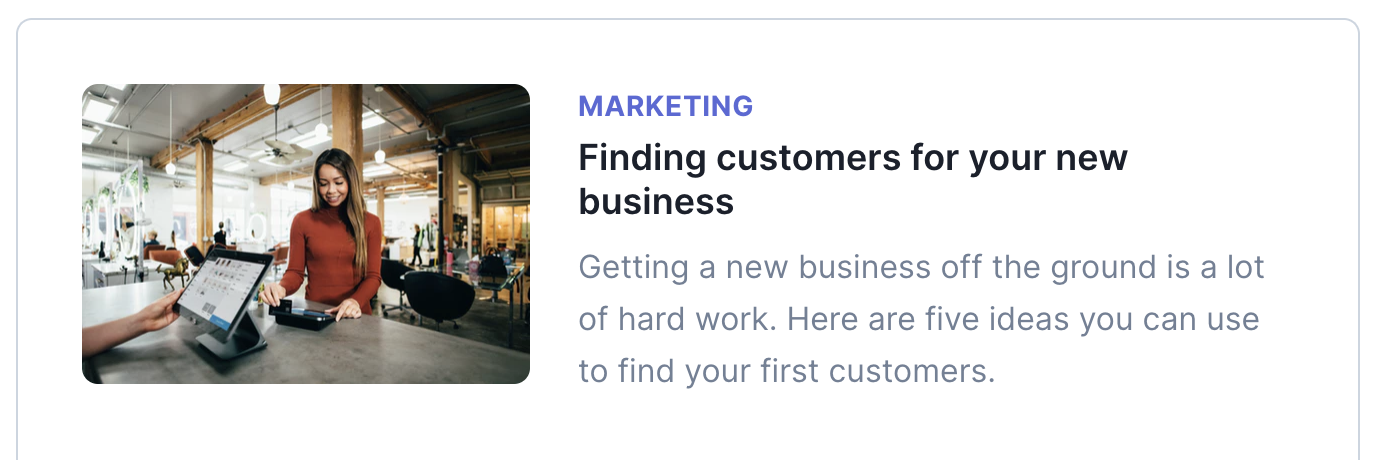 MARKETING
Finding customers for your new
business
Getting a new business off the ground is a lot
of hard work. Here are five ideas you can use
to find your first customers.